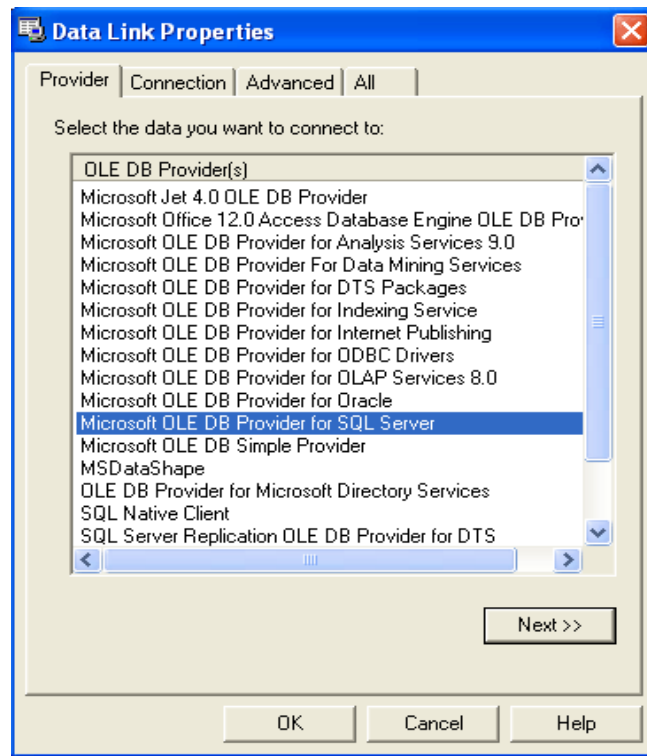 Data Link Properties
Provider Connection Advanced All
Select the data you want to connect to:
OLE DB Provider(s)
Microsoft Jet 4.0 OLE DB Provider
Microsoft Office 12.0 Access Database Engine OLE DB Pro
Microsoft OLE DB Provider for Analysis Services 9.0
Microsoft OLE DB Provider For Data Mining Services
Microsoft OLE DB Provider for DTS Packages
Microsoft OLE DB Provider for Indexing Service
Microsoft OLE DB Provider for Internet Publishing
Microsoft OLE DB Provider for ODBC Drivers
Microsoft OLE DB Provider for OLAP Services 8.0
Microsoft OLE DB Provider for Oracle
Microsoft OLE DB Provider for SQL Server
Microsoft OLE DB Simple Provider
MSDataShape
OLE DB Provider for Microsoft Directory Services
SQL Native Client
SQL Server Replication OLE DB Provider for DTS
Next >>
OK Cancel Help